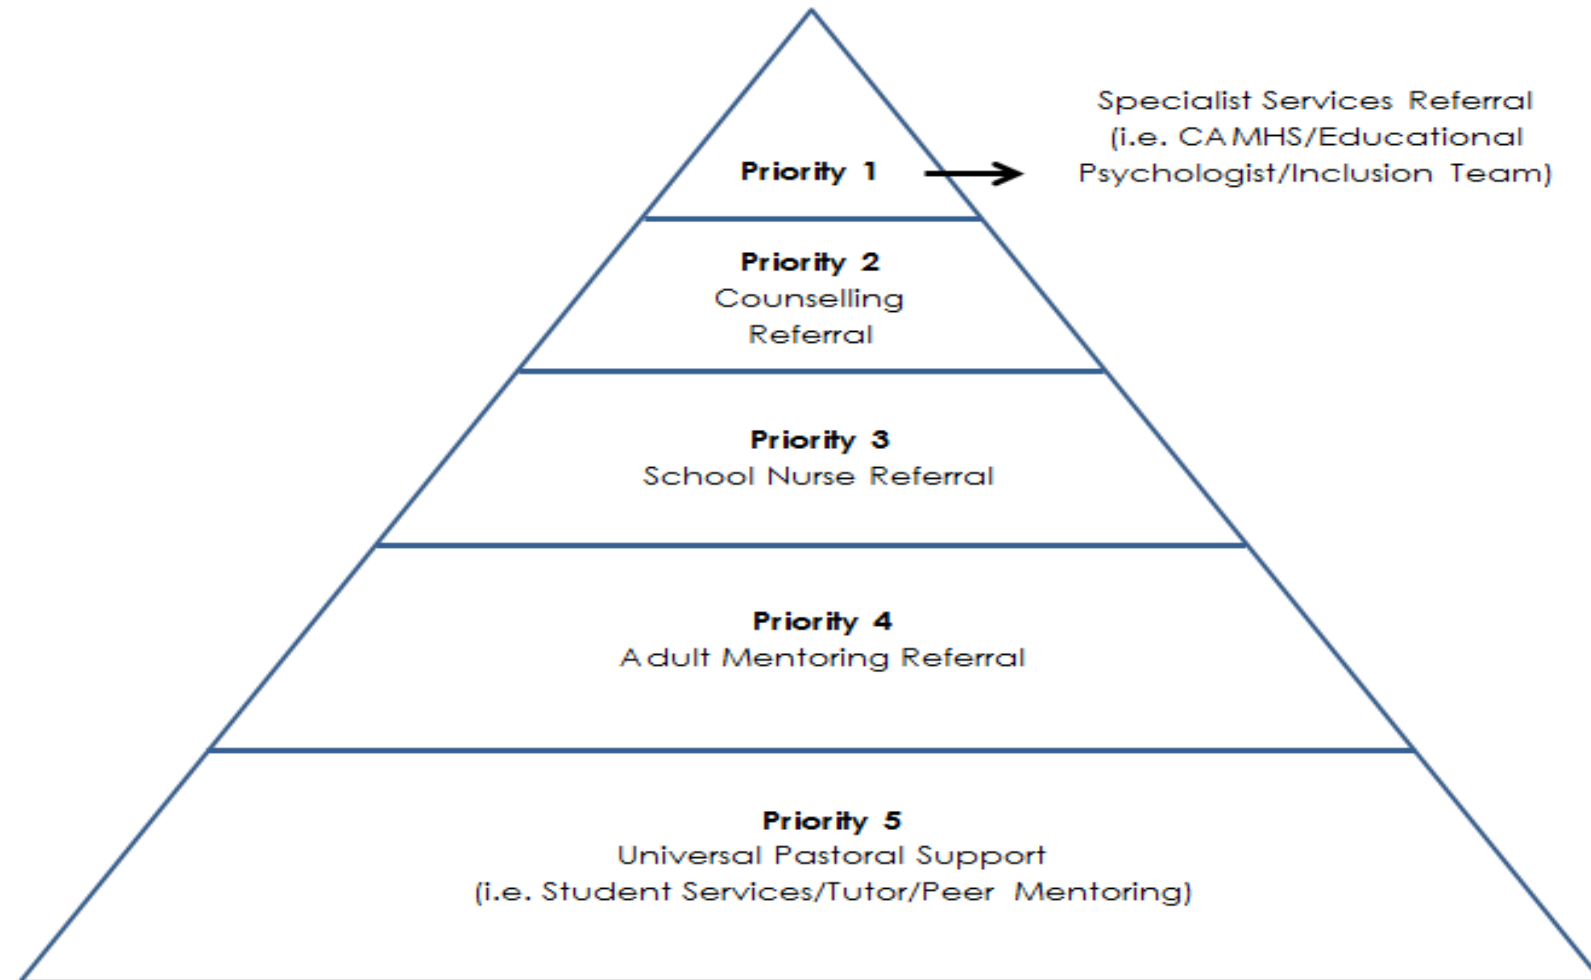 Specialist Services Referral
(i.e. CAMHS/Educational
Psychologist/Inclusion Team)
Priority 1
Priority 2
Counselling
Referral
Priority 3
School Nurse Referral
Priority 4
Adult Mentoring Referral
Priority 5
Universal Pastoral Support
(i.e. Student Services/Tutor/Peer Mentoring)